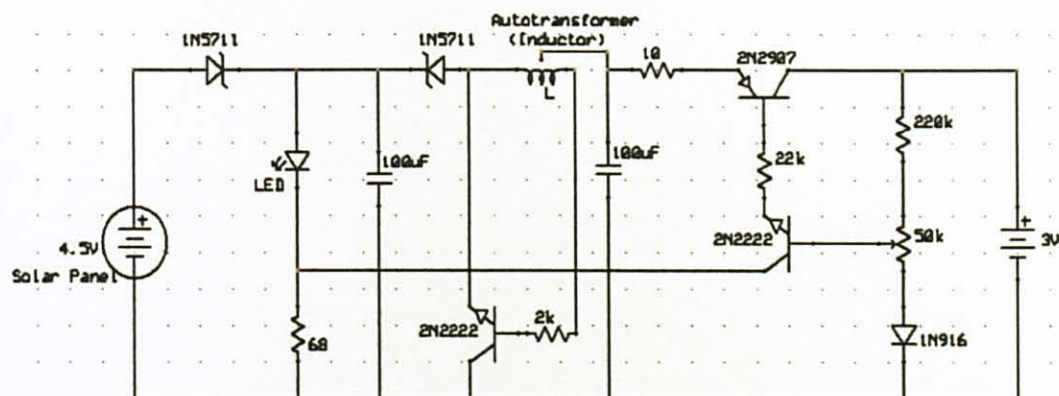 Autotransformer
(Inductor)
1N5711
1N5711
10
2N2907
L
220k
100uF
100uF
22k
LED
+
4.5V
Solar Panel
2N2222
50k
+
3V
2N2222
2k
68
1N916